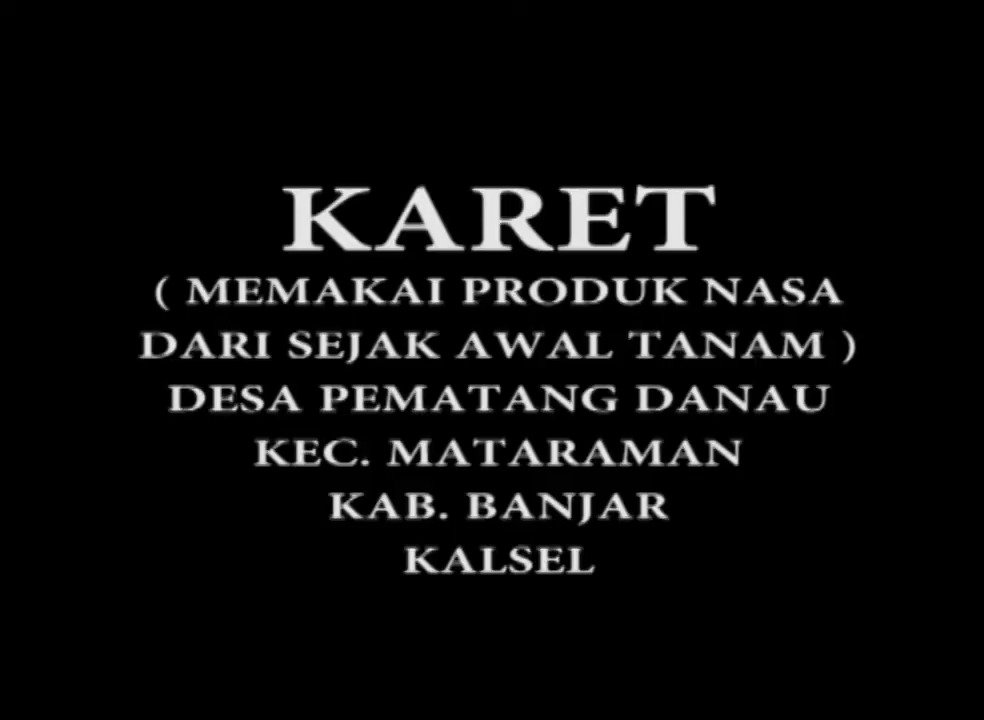 KARET
( MEMAKAI PRODUK NASA
DARI SEJAK AWAL TANAM )
DESA PEMATANG DANAU
KEC. MATARAMAN
KAB. BANJAR
KALSEL